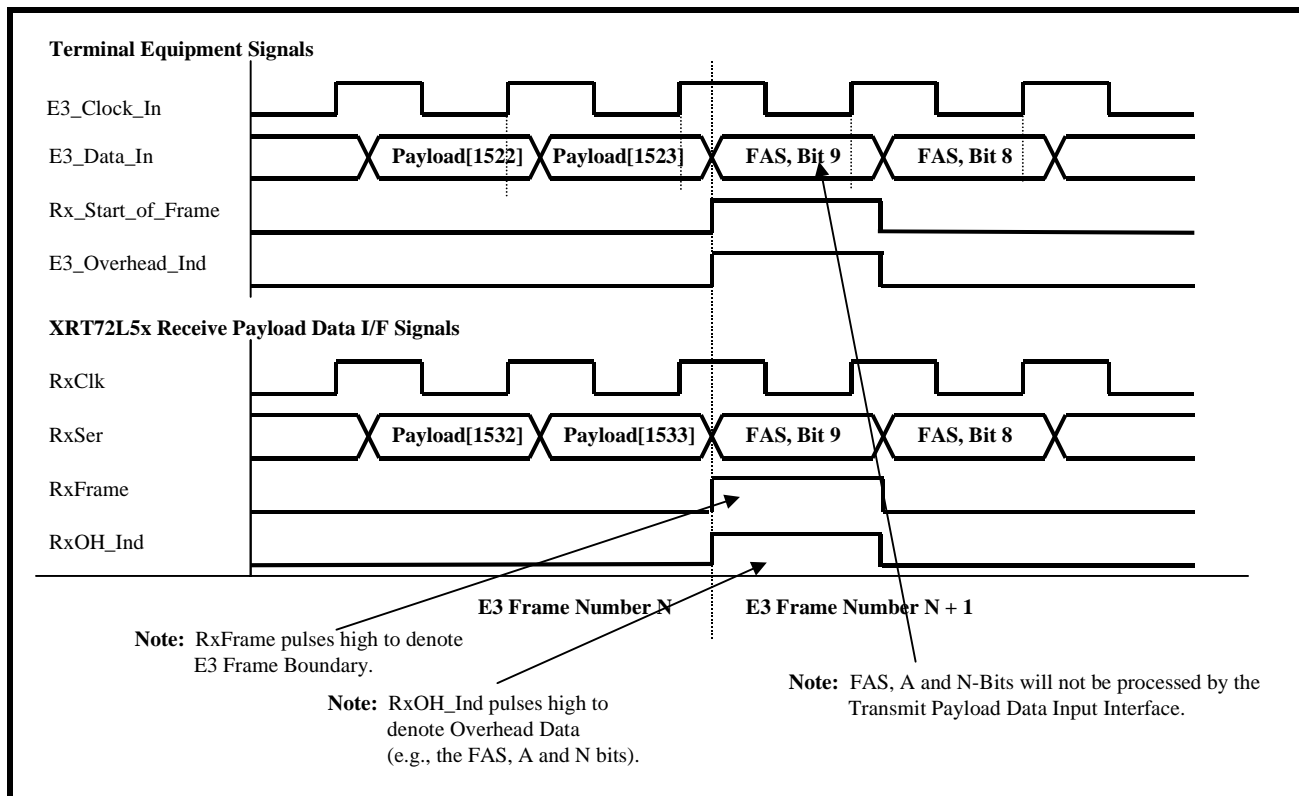 Terminal Equipment Signals
E3_Clock_In
E3_Data_In
Payload[1522]
Payload[1523]
FAS, Bit 9
FAS, Bit 8
Rx_Start_of_Frame
E3_Overhead_Ind
XRT72L5x Receive Payload Data I/F Signals
RxClk
RxSer
Payload[1532]
Payload[1533]
FAS, Bit 9
FAS, Bit 8
RxFrame
RxOH_Ind
E3 Frame Number N
E3 Frame Number N + 1
Note: RxFrame pulses high to denote
E3 Frame Boundary.
Note: RxOH_Ind pulses high to
denote Overhead Data
(e.g., the FAS, A and N bits).
Note: FAS, A and N-Bits will not be processed by the
Transmit Payload Data Input Interface.